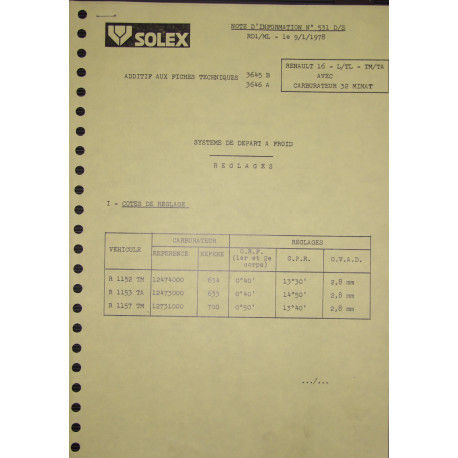 SOLEX
NOTE D'INFORMATION N° 531 D/E
RD1/ML - le 9/1/1978
ADDITIF AUX FICHES TECHNIQUES 3645 B
3646 A
RENAULT 16 - L/TL - TM/TA
AVEC
CARBURATEUR 32 MIMAT
SYSTEME DE DEPART A FROID
REGLAGES
I - COTES DE REGLAGE
VEHICULE CARBURATEUR REGLAGES
REFERENCE REPERE O.P.F. (1er et 2e corps) O.P.R. O.V.A.D.
R 1152 TM 12474000 634 0°40' 13°30' 2,8 mm
R 1153 TA 12473000 633 0°40' 14°50' 2,8 mm
R 1157 TM 12731000 700 0°50' 13°40' 2,8 mm
.../...